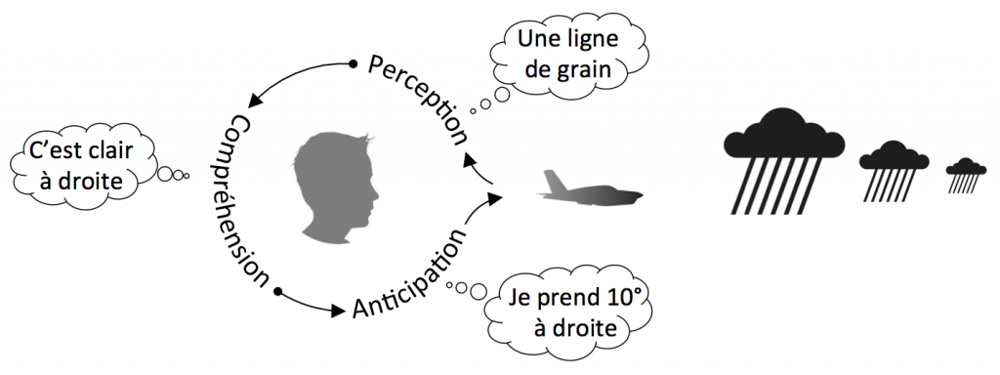 Une ligne
de grain
Perception
C'est clair
à droite
Compréhension
Anticipation
Je prend 10°
à droite